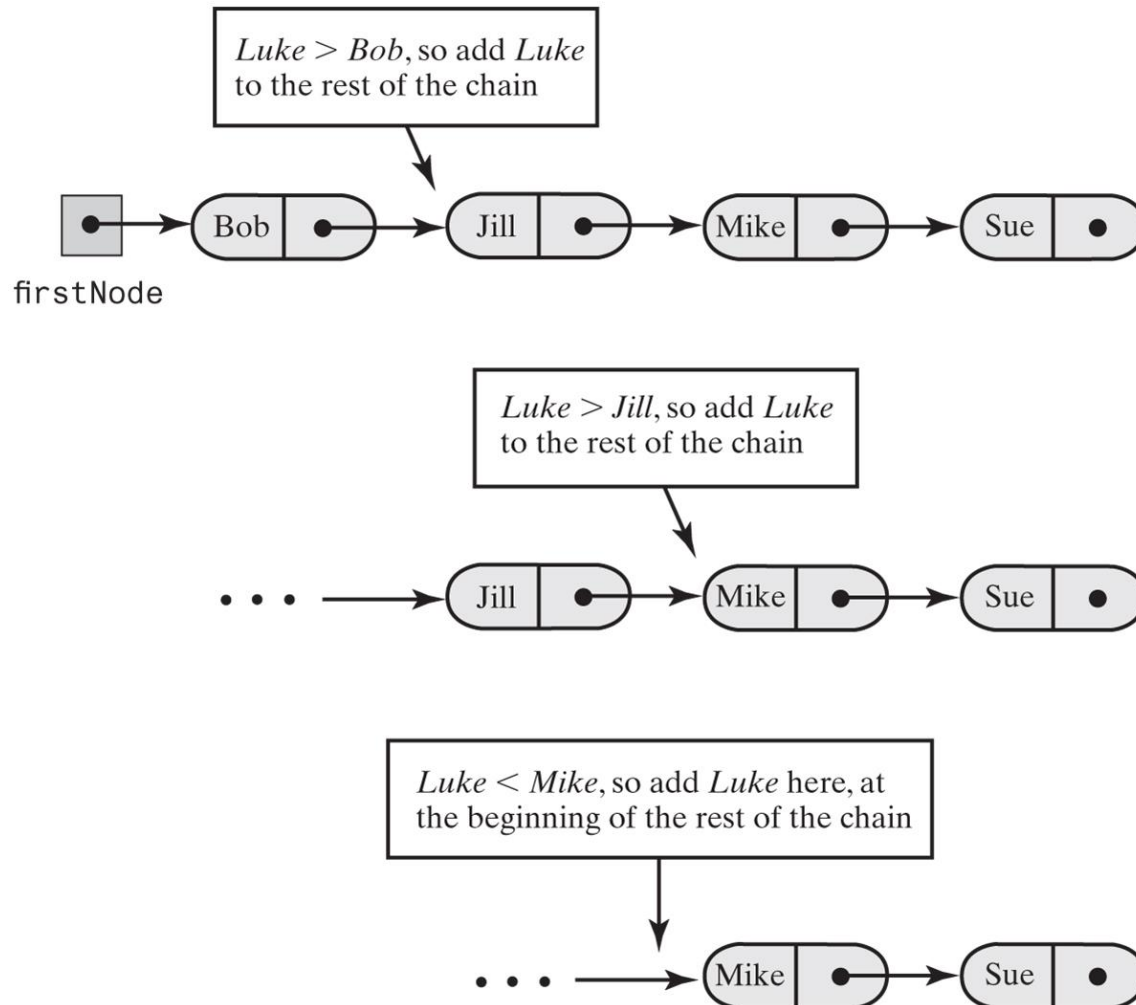 Luke > Bob, so add Luke
to the rest of the chain
Bob
Jill
Mike
Sue
firstNode
Luke > Jill, so add Luke
to the rest of the chain
Jill
Mike
Sue
Luke < Mike, so add Luke here, at
the beginning of the rest of the chain
Mike
Sue